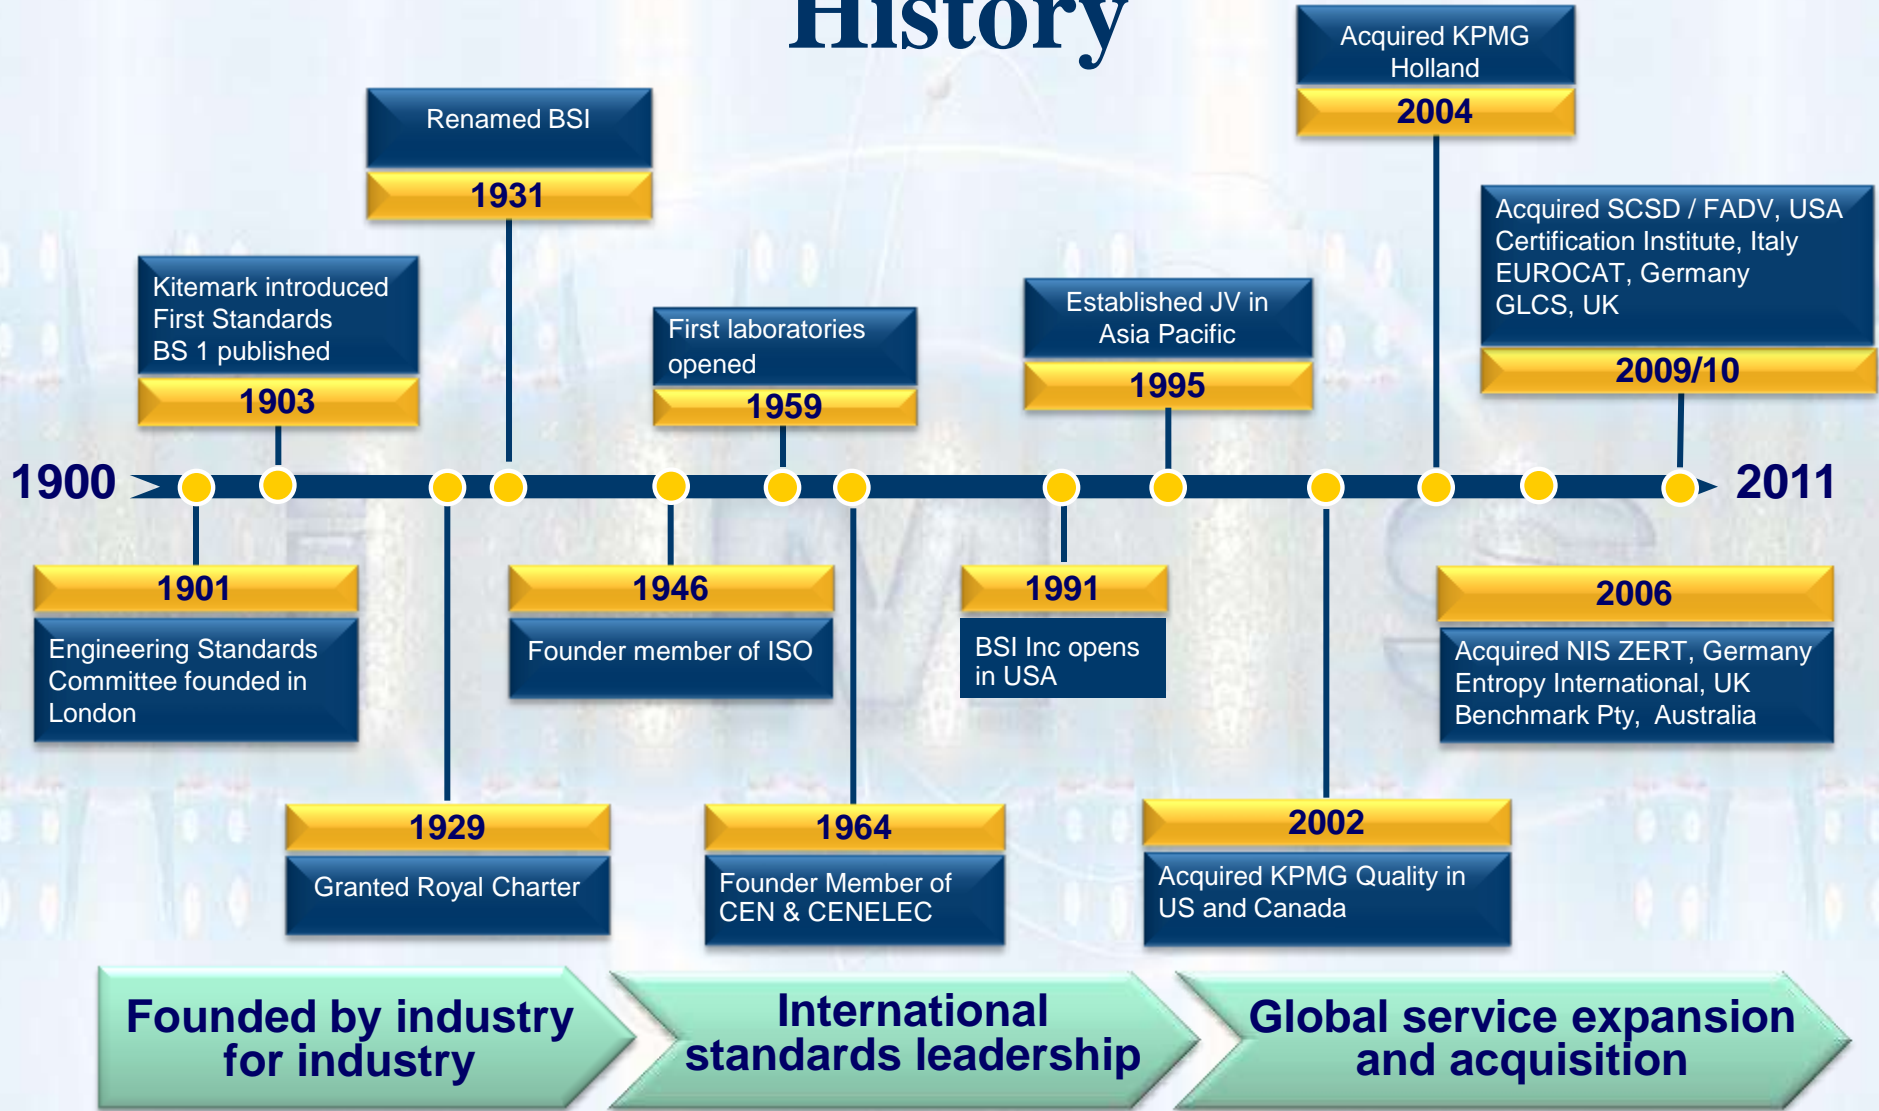 History
Acquired KPMG
Holland
2004
Renamed BSI
1931
Acquired SCSD / FADV, USA
Certification Institute, Italy
EUROCAT, Germany
GLCS, UK
2009/10
Kitemark introduced
First Standards
BS 1 published
1903
First laboratories
opened
1959
Established JV in
Asia Pacific
1995
1900
2011
1901
Engineering Standards
Committee founded in
London
1946
Founder member of ISO
1991
BSI Inc opens
in USA
2006
Acquired NIS ZERT, Germany
Entropy International, UK
Benchmark Pty, Australia
1929
Granted Royal Charter
1964
Founder Member of
CEN & CENELEC
2002
Acquired KPMG Quality in
US and Canada
Founded by industry
for industry
International
standards leadership
Global service expansion
and acquisition